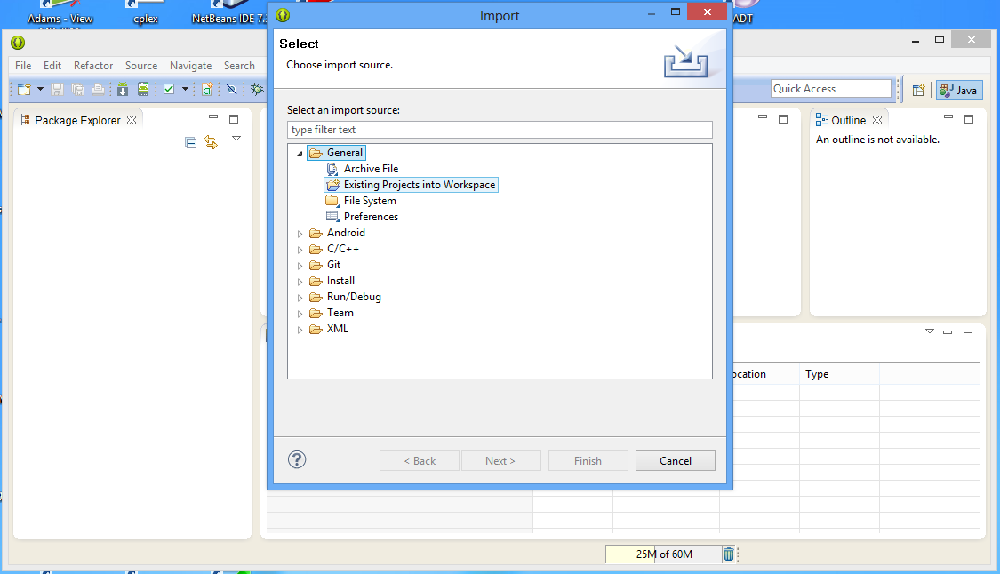 Adams - View
cplex
NetBeans IDE 7.
ADT
Import
Select
Choose import source.
File Edit Refactor Source Navigate Search
Quick Access
Java
Package Explorer
Outline
An outline is not available.
Select an import source:
type filter text
General
Archive File
Existing Projects into Workspace
File System
Preferences
Android
C/C++
Git
Install
Run/Debug
Team
XML
ocation Type
?
< Back Next > Finish Cancel
25M of 60M